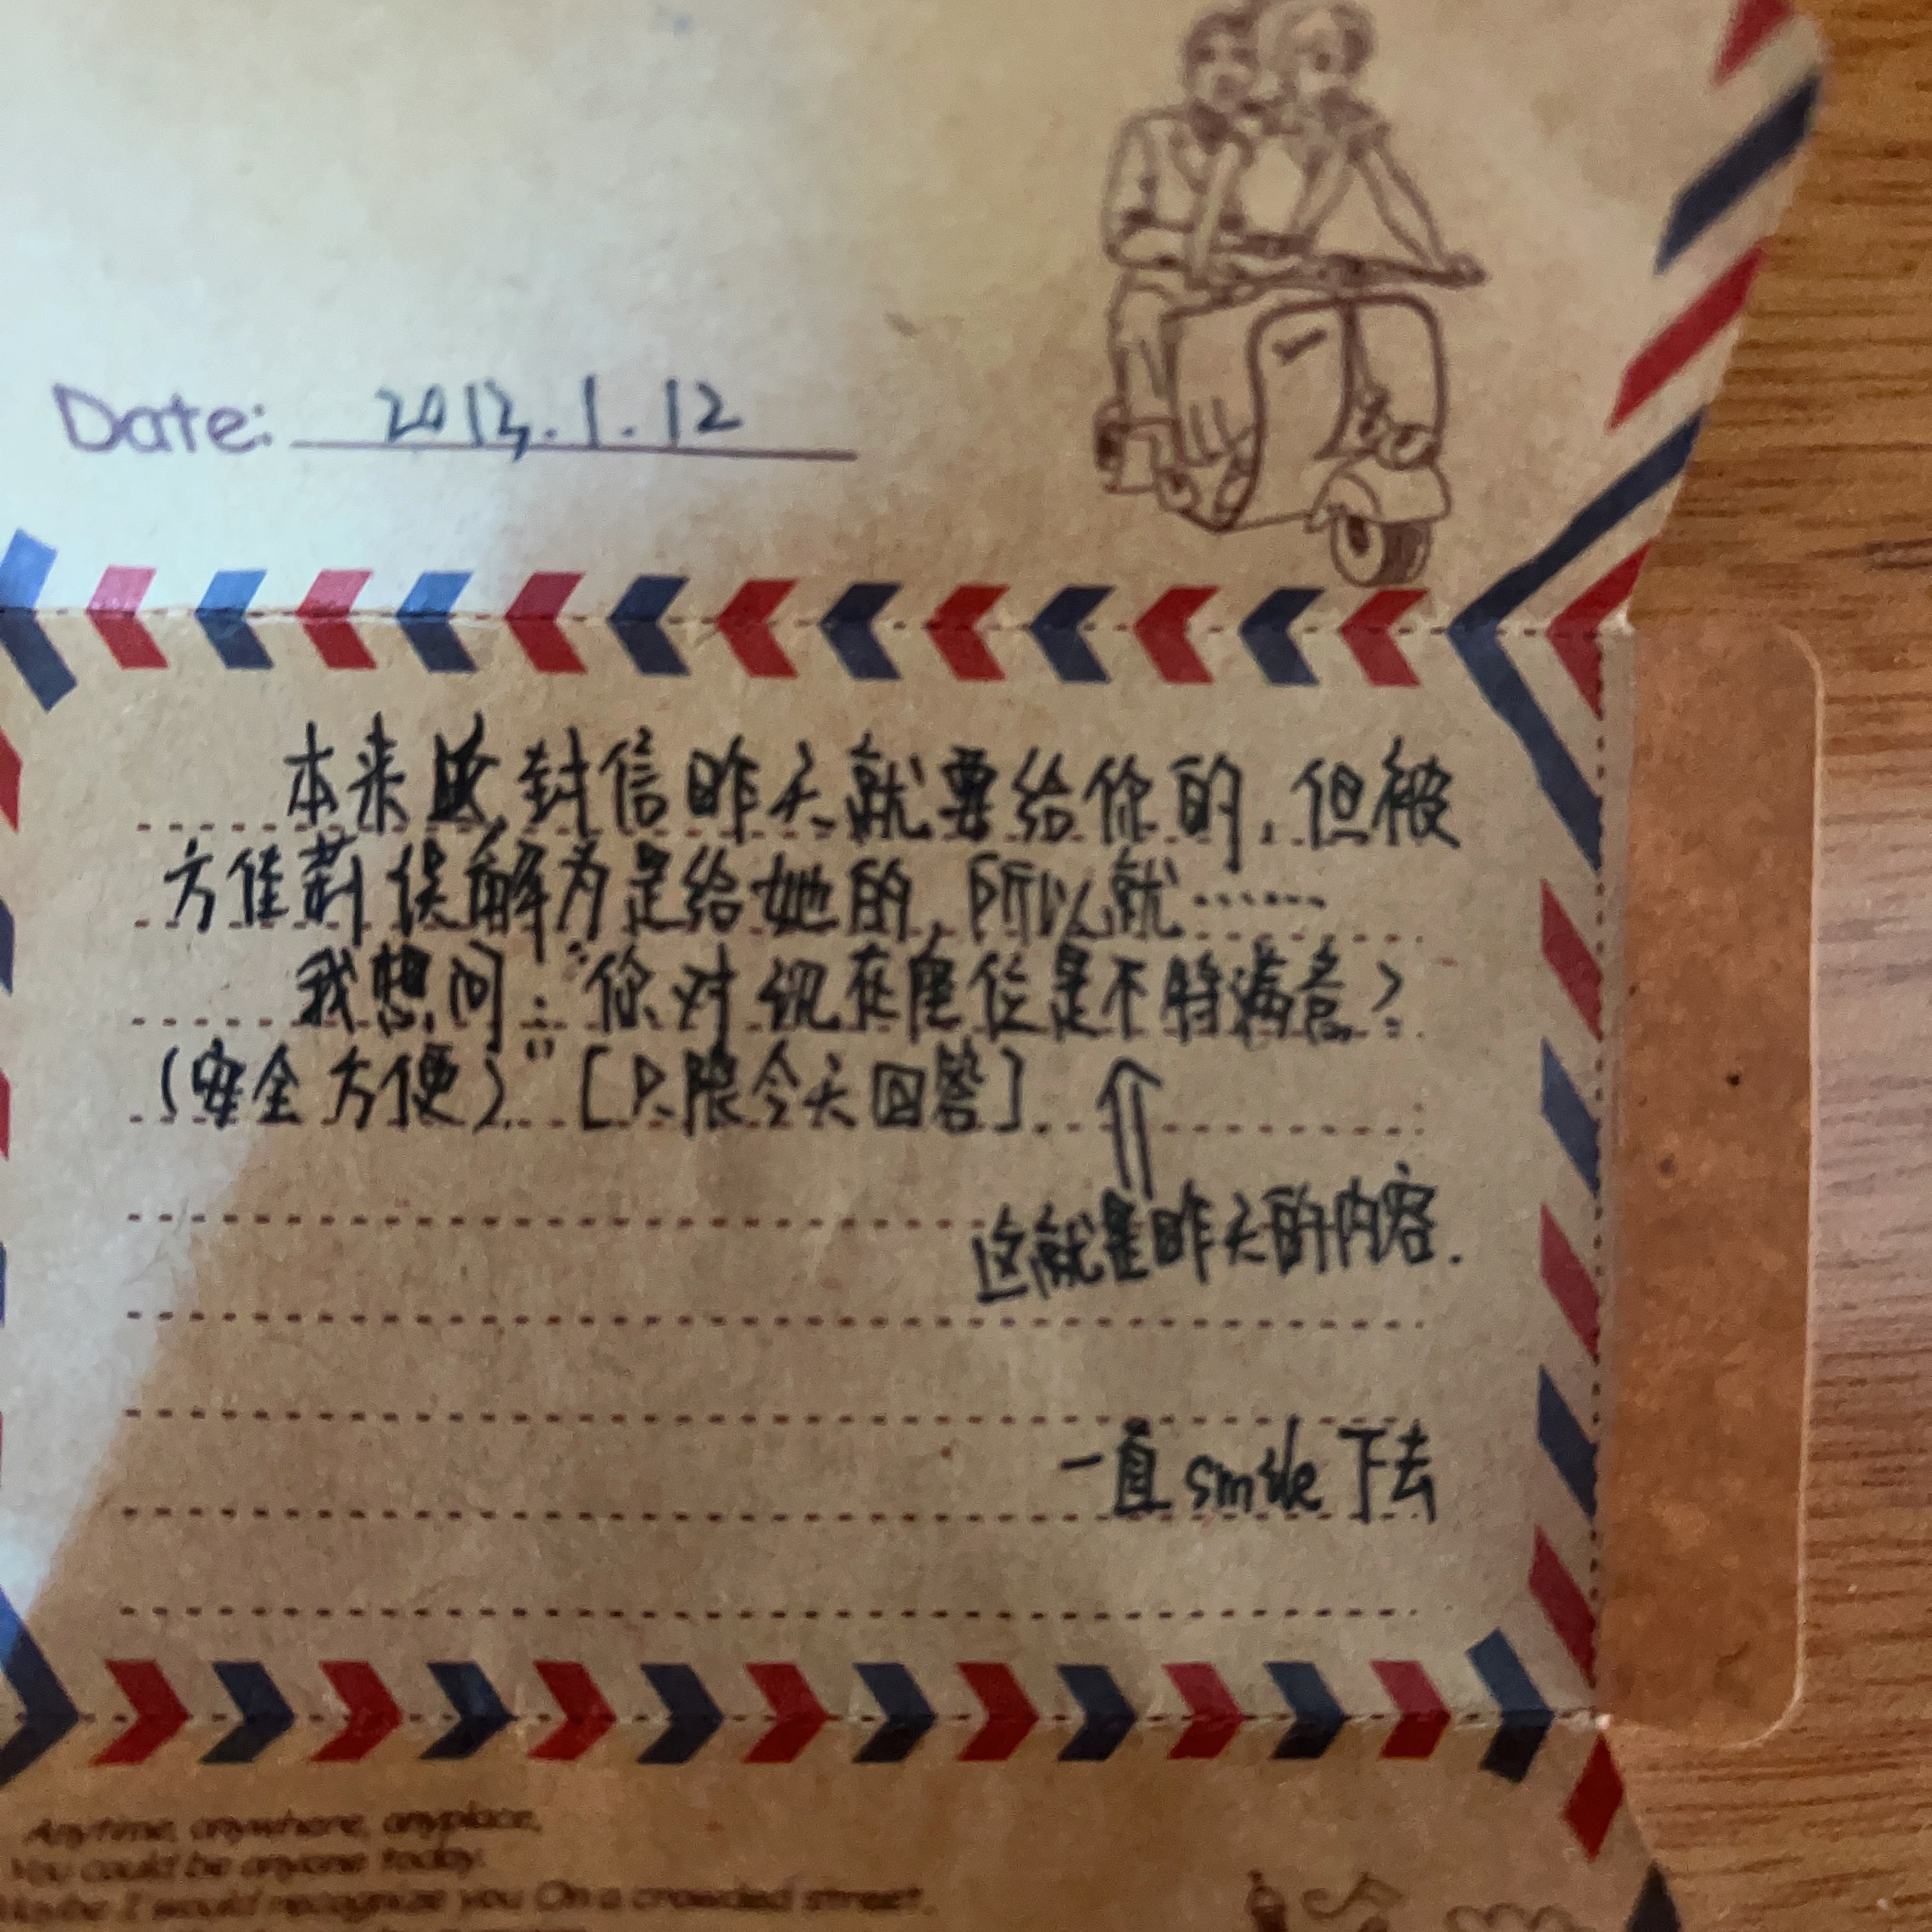 Date: 2013.1.12
本来此封信昨天就要给你的,但被
方佳莉误解为是给她的,所以就……
我想问:“你对现在座位是不特满意?
(安全方便)” [只限今天回答].
这就是昨天的内容.
一直smile下去
Anytime, anywhere, anyplace,
You could be anyone today.
Maybe I would recognize you On a crowded street.